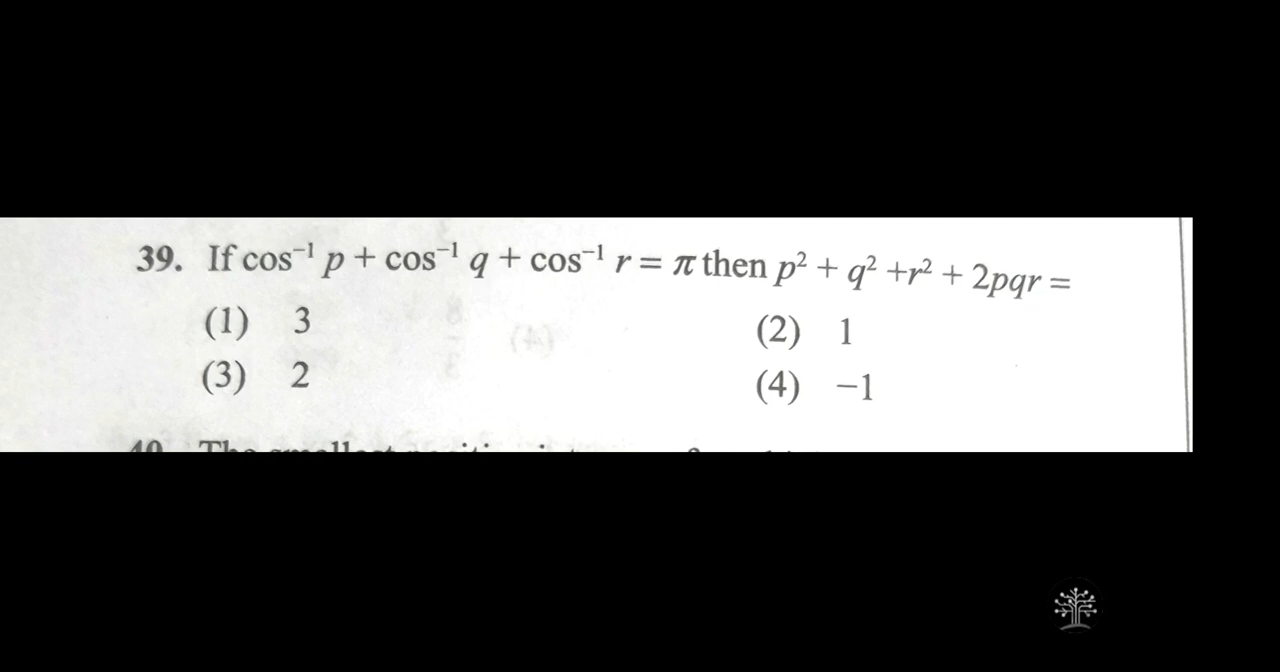 39. If cos⁻¹ p + cos⁻¹ q + cos⁻¹ r = π then p² + q² +r² + 2pqr =
(1) 3 (2) 1
(3) 2 (4) −1